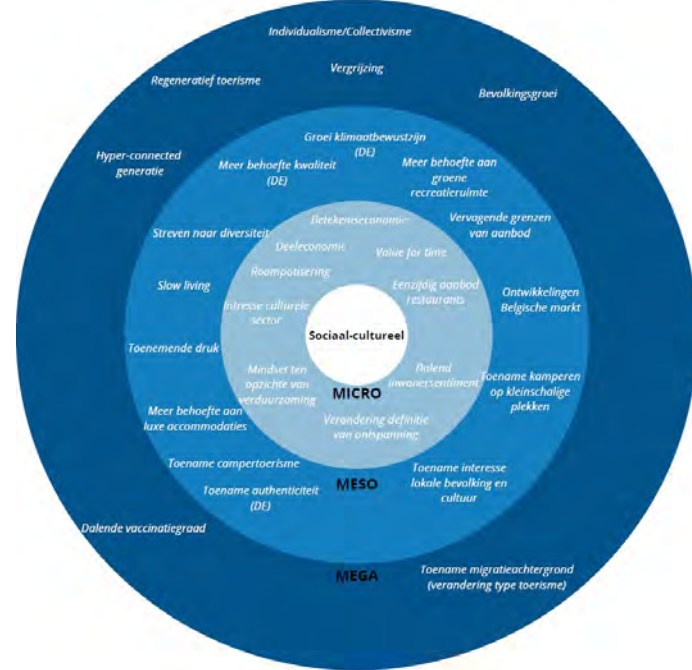 Individualisme/Collectivisme
Vergrijzing
Regeneratief toerisme
Bevolkingsgroei
Hyper-connected
generatie
Groei klimaatbewustzijn
(DE)
Meer behoefte kwaliteit
(DE)
Meer behoefte aan
groene
recreatieruimte
Streven naar diversiteit
Vervagende grenzen
van aanbod
Betekeniseconomie
Deeleconomie
Value for time
Roompotisering
Slow living
Eenzijdig aanbod
restaurants
Ontwikkelingen
Belgische markt
Intresse culturele
sector
Sociaal-cultureel
Toenemende druk
Mindset ten
opzichte van
verduurzaming
Dalend
inwonersentiment
Toename kamperen
op kleinschalige
plekken
MICRO
Meer behoefte aan
luxe accommodaties
Verandering definitie
van ontspanning
Toename campertoerisme
Toename interesse
lokale bevolking en
cultuur
MESO
Toename authenticiteit
(DE)
Dalende vaccinatiegraad
MEGA
Toename migratieachtergrond
(verandering type toerisme)